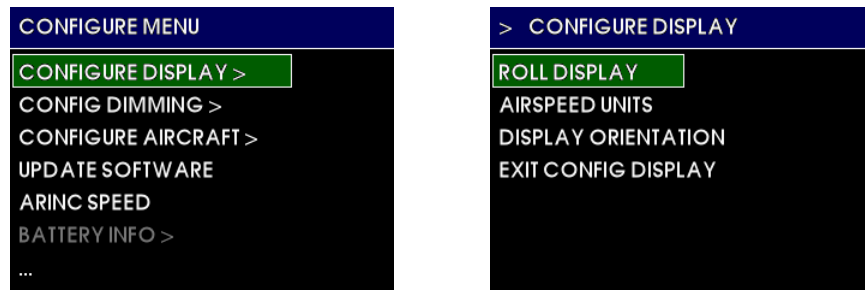 CONFIGURE MENU
CONFIGURE DISPLAY >
CONFIG DIMMING >
CONFIGURE AIRCRAFT >
UPDATE SOFTWARE
ARINC SPEED
BATTERY INFO >
...
> CONFIGURE DISPLAY
ROLL DISPLAY
AIRSPEED UNITS
DISPLAY ORIENTATION
EXIT CONFIG DISPLAY